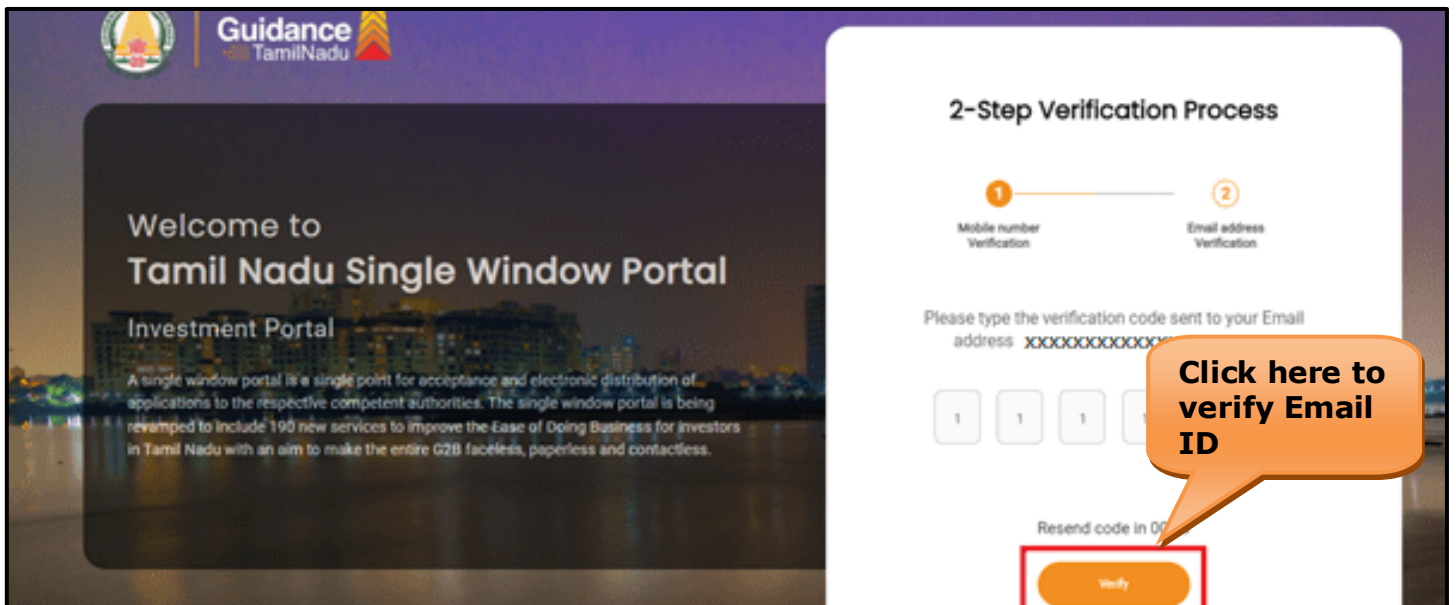 Guidance
TamilNadu
Welcome to
Tamil Nadu Single Window Portal
Investment Portal
A single window portal is a single point for acceptance and electronic distribution of
applications to the respective competent authorities. The single window portal is being
revamped to include 190 new services to improve the Ease of Doing Business for investors
in Tamil Nadu with an aim to make the entire G2B faceless, paperless and contactless.
2-Step Verification Process
1
2
Mobile number
Verification
Email address
Verification
Please type the verification code sent to your Email
address XXXXXXXXXXXXX
1 1 1 1
Click here to
verify Email
ID
Resend code in
Verify